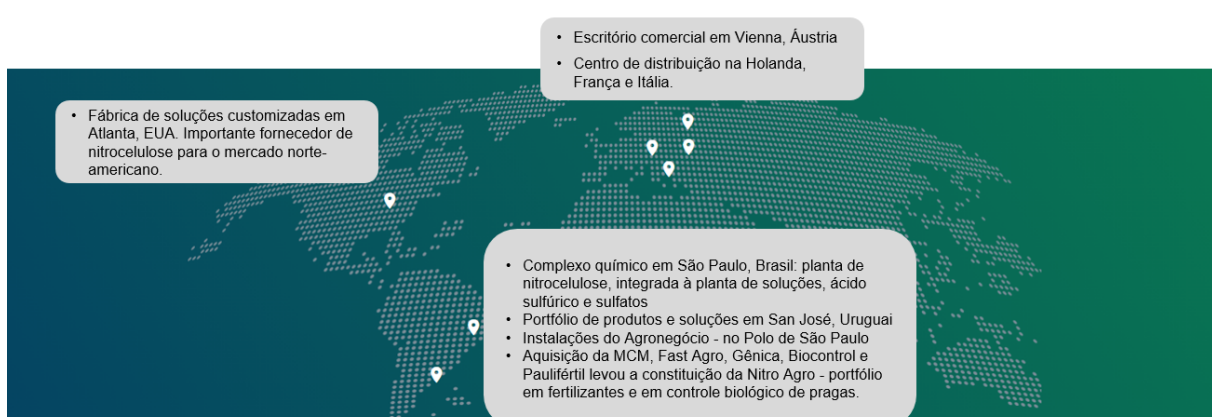 • Escritório comercial em Vienna, Áustria
• Centro de distribuição na Holanda,
França e Itália.
• Fábrica de soluções customizadas em
Atlanta, EUA. Importante fornecedor de
nitrocelulose para o mercado norte-
americano.
• Complexo químico em São Paulo, Brasil: planta de
nitrocelulose, integrada à planta de soluções, ácido
sulfúrico e sulfatos
• Portfólio de produtos e soluções em San José, Uruguai
• Instalações do Agronegócio - no Polo de São Paulo
• Aquisição da MCM, Fast Agro, Gênica, Biocontrol e
Paulifértil levou a constituição da Nitro Agro - portfólio
em fertilizantes e em controle biológico de pragas.